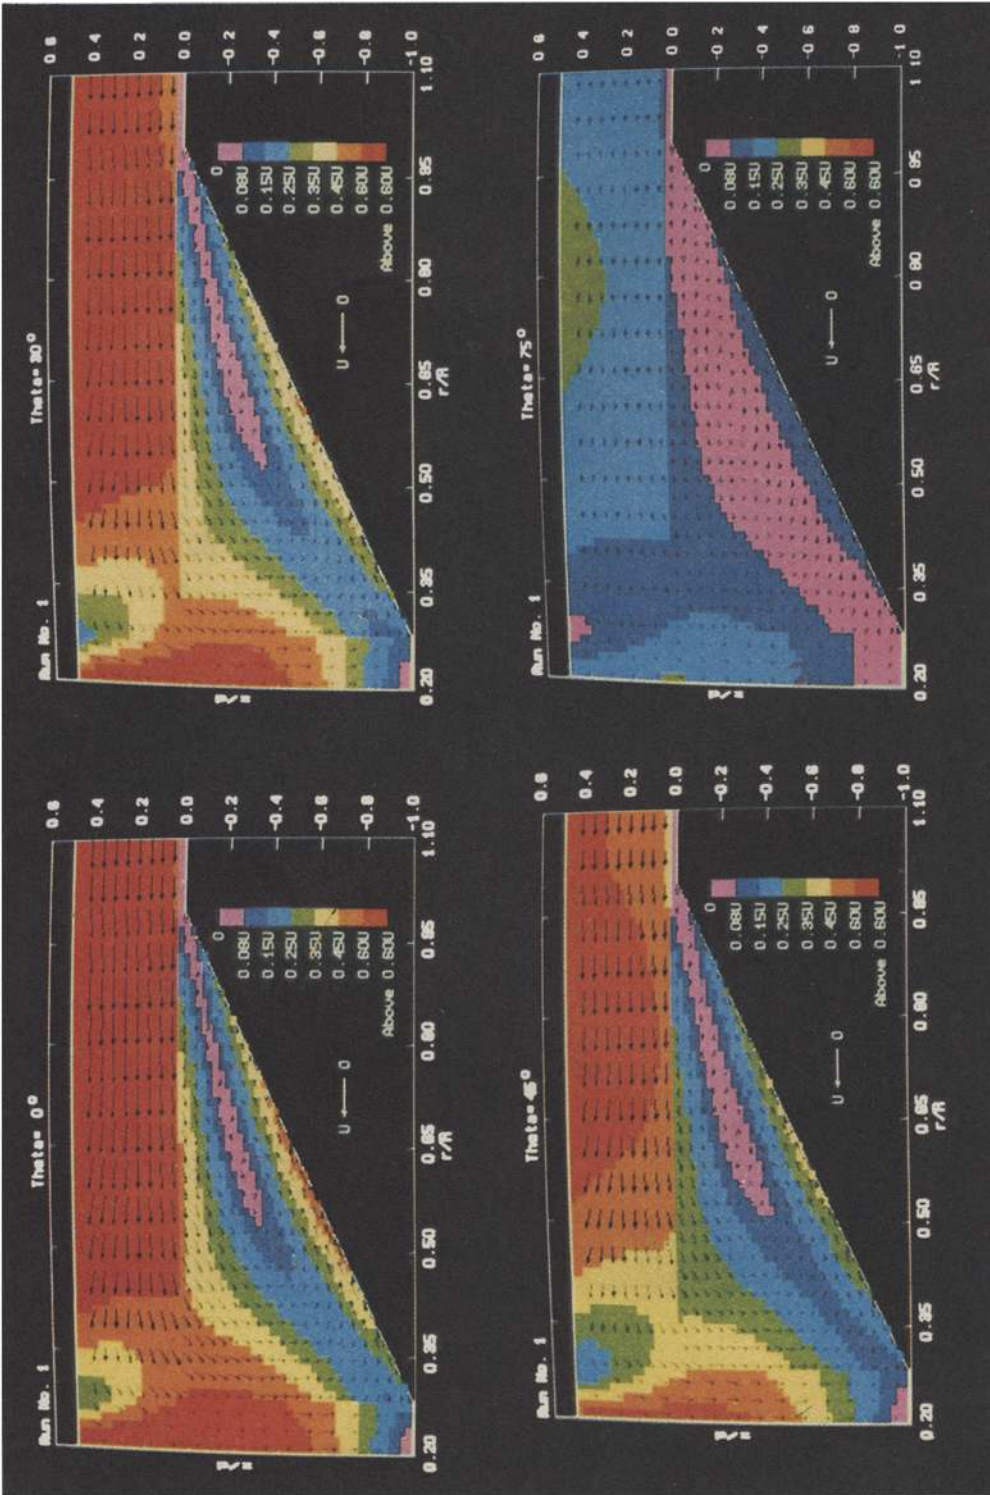 Run No. 1
Theta= 0°
0.6
0.4
0.2
0.0
-0.2
-0.4
-0.6
-0.8
-1.0
0
0.08U
0.15U
0.25U
0.35U
0.45U
0.60U
Above 0.60U
U 0
0.20 0.35 0.50 0.65 0.80 0.95 1.10
r/R
Run No. 1
Theta=30°
0 6
0 4
0 2
0 0
-0 2
-0 4
-0 6
-0 8
-1 0
0
0.08U
0.15U
0.25U
0.35U
0.45U
0.60U
Above 0.60U
U 0
0.20 0.35 0.50 0.65 0.80 0.95 1.10
r/R
Run No. 1
Theta=45°
0.6
0.4
0.2
0.0
-0.2
-0.4
-0.6
-0.8
-1.0
0
0.08U
0.15U
0.25U
0.35U
0.45U
0.60U
Above 0.60U
U 0
0.20 0.35 0.50 0.65 0.80 0.95 1.10
r/R
Run No. 1
Theta=75°
0 6
0 4
0 2
0 0
-0 2
-0 4
-0 6
-0 8
-1 0
0
0.08U
0.15U
0.25U
0.35U
0.45U
0.60U
Above 0.60U
U 0
0.20 0.35 0.50 0.65 0 80 0 95 1 10
r/R